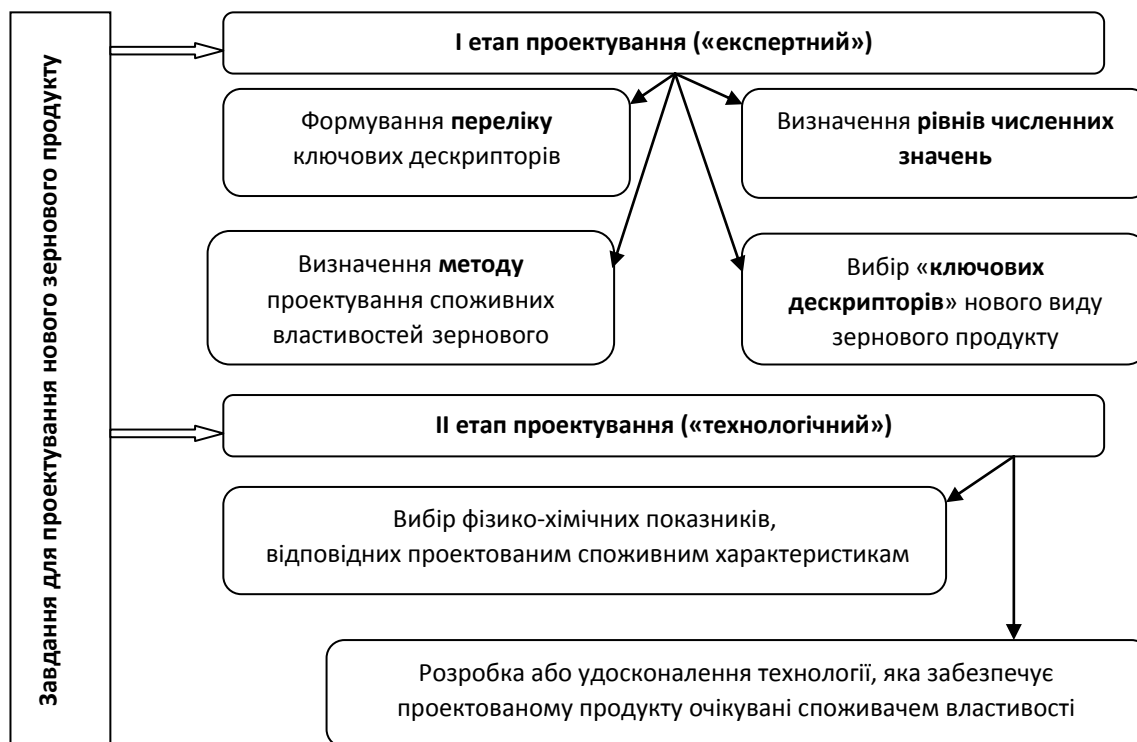 Завдання для проектування нового зернового продукту
І етап проектування («експертний»)
Формування переліку
ключових дескрипторів
Визначення рівнів численних
значень
Визначення методу
проектування споживних
властивостей зернового
Вибір «ключових
дескрипторів» нового виду
зернового продукту
ІІ етап проектування («технологічний»)
Вибір фізико-хімічних показників,
відповідних проектованим споживним характеристикам
Розробка або удосконалення технології, яка забезпечує
проектованому продукту очікувані споживачем властивості